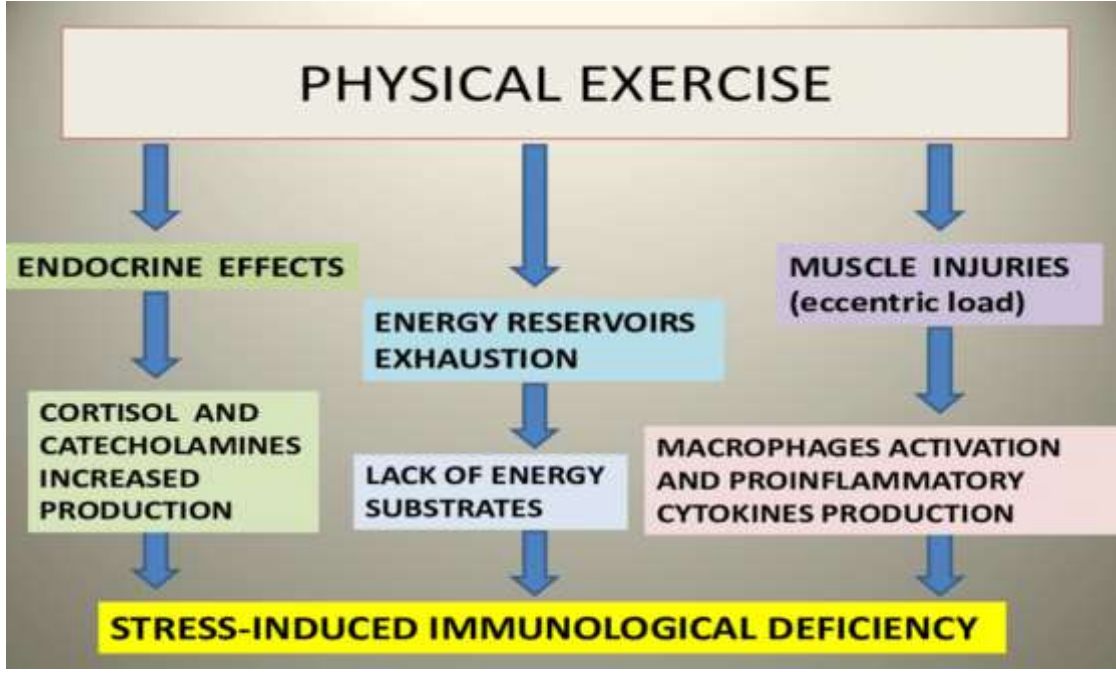 PHYSICAL EXERCISE
ENDOCRINE EFFECTS
CORTISOL AND
CATECHOLAMINES
INCREASED
PRODUCTION
ENERGY RESERVOIRS
EXHAUSTION
LACK OF ENERGY
SUBSTRATES
MUSCLE INJURIES
(eccentric load)
MACROPHAGES ACTIVATION
AND PROINFLAMMATORY
CYTOKINES PRODUCTION
STRESS-INDUCED IMMUNOLOGICAL DEFICIENCY